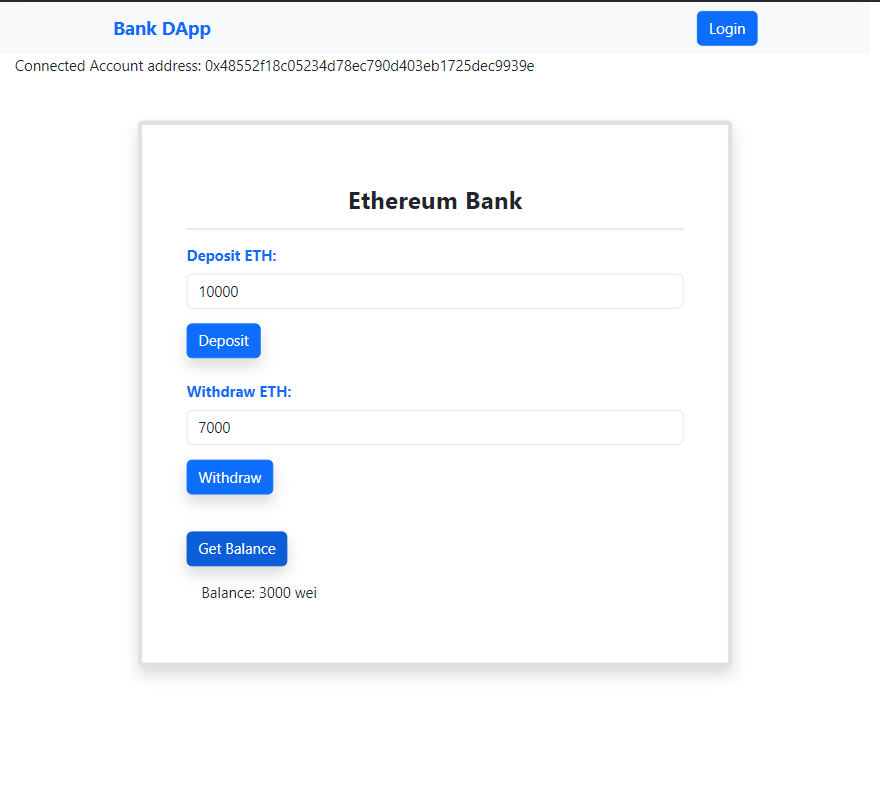 Bank DApp
Login
Connected Account address: 0x48552f18c05234d78ec790d403eb1725dec9939e
Ethereum Bank
Deposit ETH:
10000
Deposit
Withdraw ETH:
7000
Withdraw
Get Balance
Balance: 3000 wei